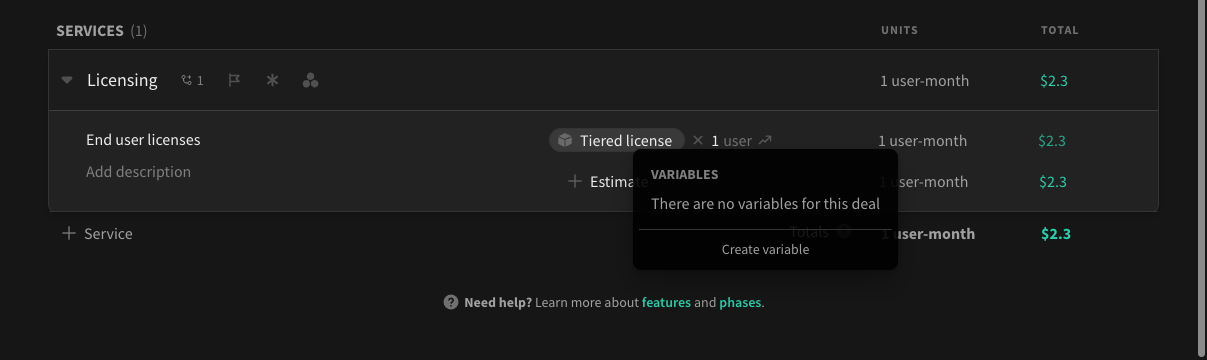 SERVICES (1) UNITS TOTAL
Licensing 1 1 user-month $2.3
End user licenses Tiered license × 1 user 1 user-month $2.3
Add description
+ Estimate 1 user-month $2.3
VARIABLES
There are no variables for this deal
+ Service Totals 1 user-month $2.3
Create variable
? Need help? Learn more about features and phases.